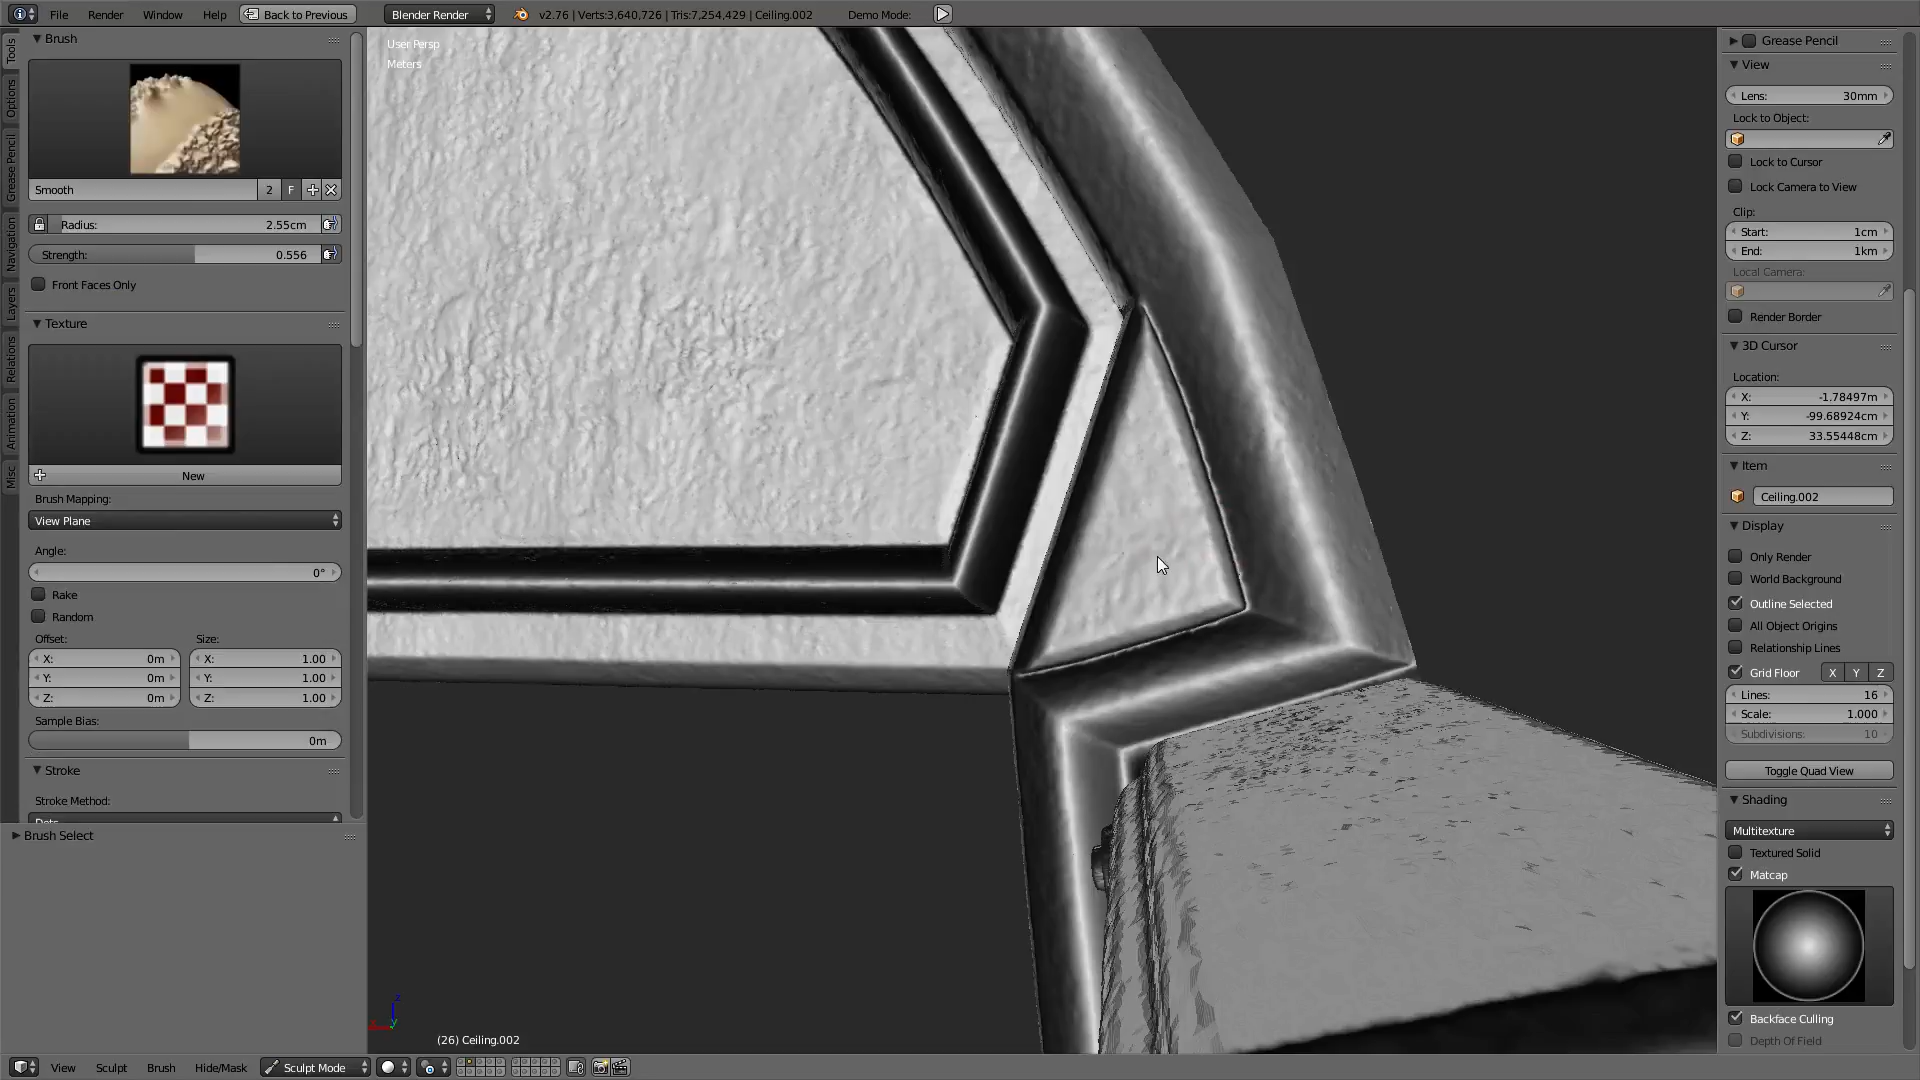 File Render Window Help Back to Previous Blender Render v2.76 | Verts:3,640,726 | Tris:7,254,429 | Ceiling.002 Demo Mode:
Tools
Options
Grease Pencil
Navigation
Layers
Relations
Animation
Misc
Brush
Smooth 2 F
Radius: 2.55cm
Strength: 0.556
Front Faces Only
Texture
New
Brush Mapping:
View Plane
Angle:
0°
Rake
Random
Offset: Size:
X: 0m X: 1.00
Y: 0m Y: 1.00
Z: 0m Z: 1.00
Sample Bias:
0m
Stroke
Stroke Method:
Dots
Brush Select
User Persp
Meters
(26) Ceiling.002
Grease Pencil
View
Lens: 30mm
Lock to Object:
Lock to Cursor
Lock Camera to View
Clip:
Start: 1cm
End: 1km
Local Camera:
Render Border
3D Cursor
Location:
X: -1.78497m
Y: -99.68924cm
Z: 33.55448cm
Item
Ceiling.002
Display
Only Render
World Background
Outline Selected
All Object Origins
Relationship Lines
Grid Floor X Y Z
Lines: 16
Scale: 1.000
Subdivisions: 10
Toggle Quad View
Shading
Multitexture
Textured Solid
Matcap
Backface Culling
Depth Of Field
View Sculpt Brush Hide/Mask Sculpt Mode